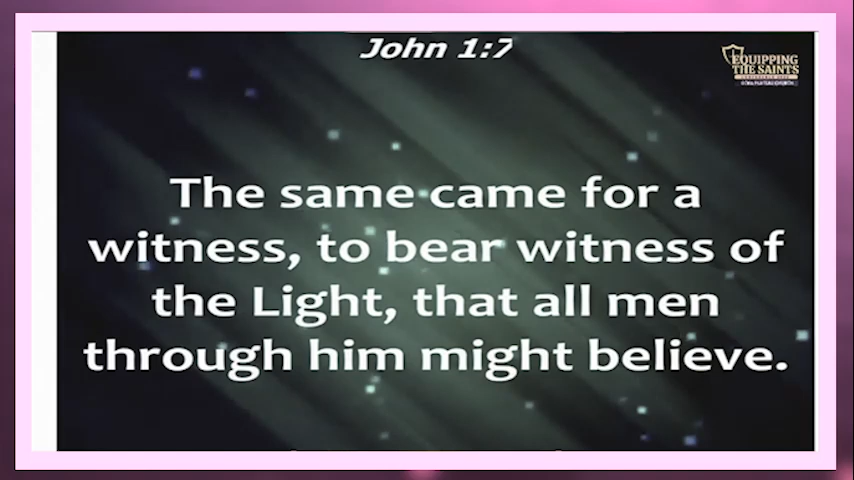 John 1:7
EQUIPPING
THE SAINTS
The same came for a
witness, to bear witness of
the Light, that all men
through him might believe.